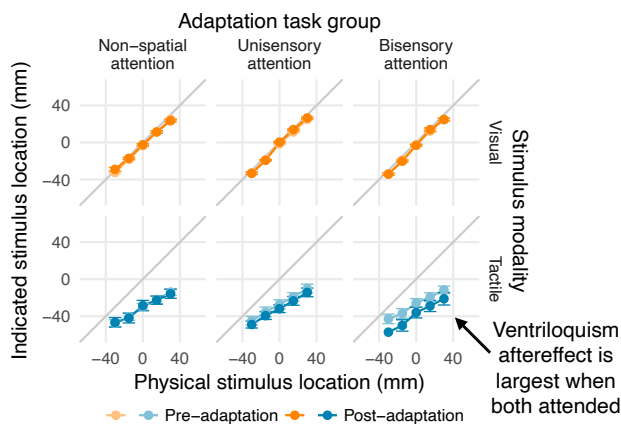 Adaptation task group
Non−spatial attention
Unisensory attention
Bisensory attention
Indicated stimulus location (mm)
40
0
−40
Visual
40
0
−40
Tactile
Stimulus modality
−40 0 40
−40 0 40
−40 0 40
Physical stimulus location (mm)
Ventriloquism
aftereffect is
largest when
both attended
Pre−adaptation
Post−adaptation